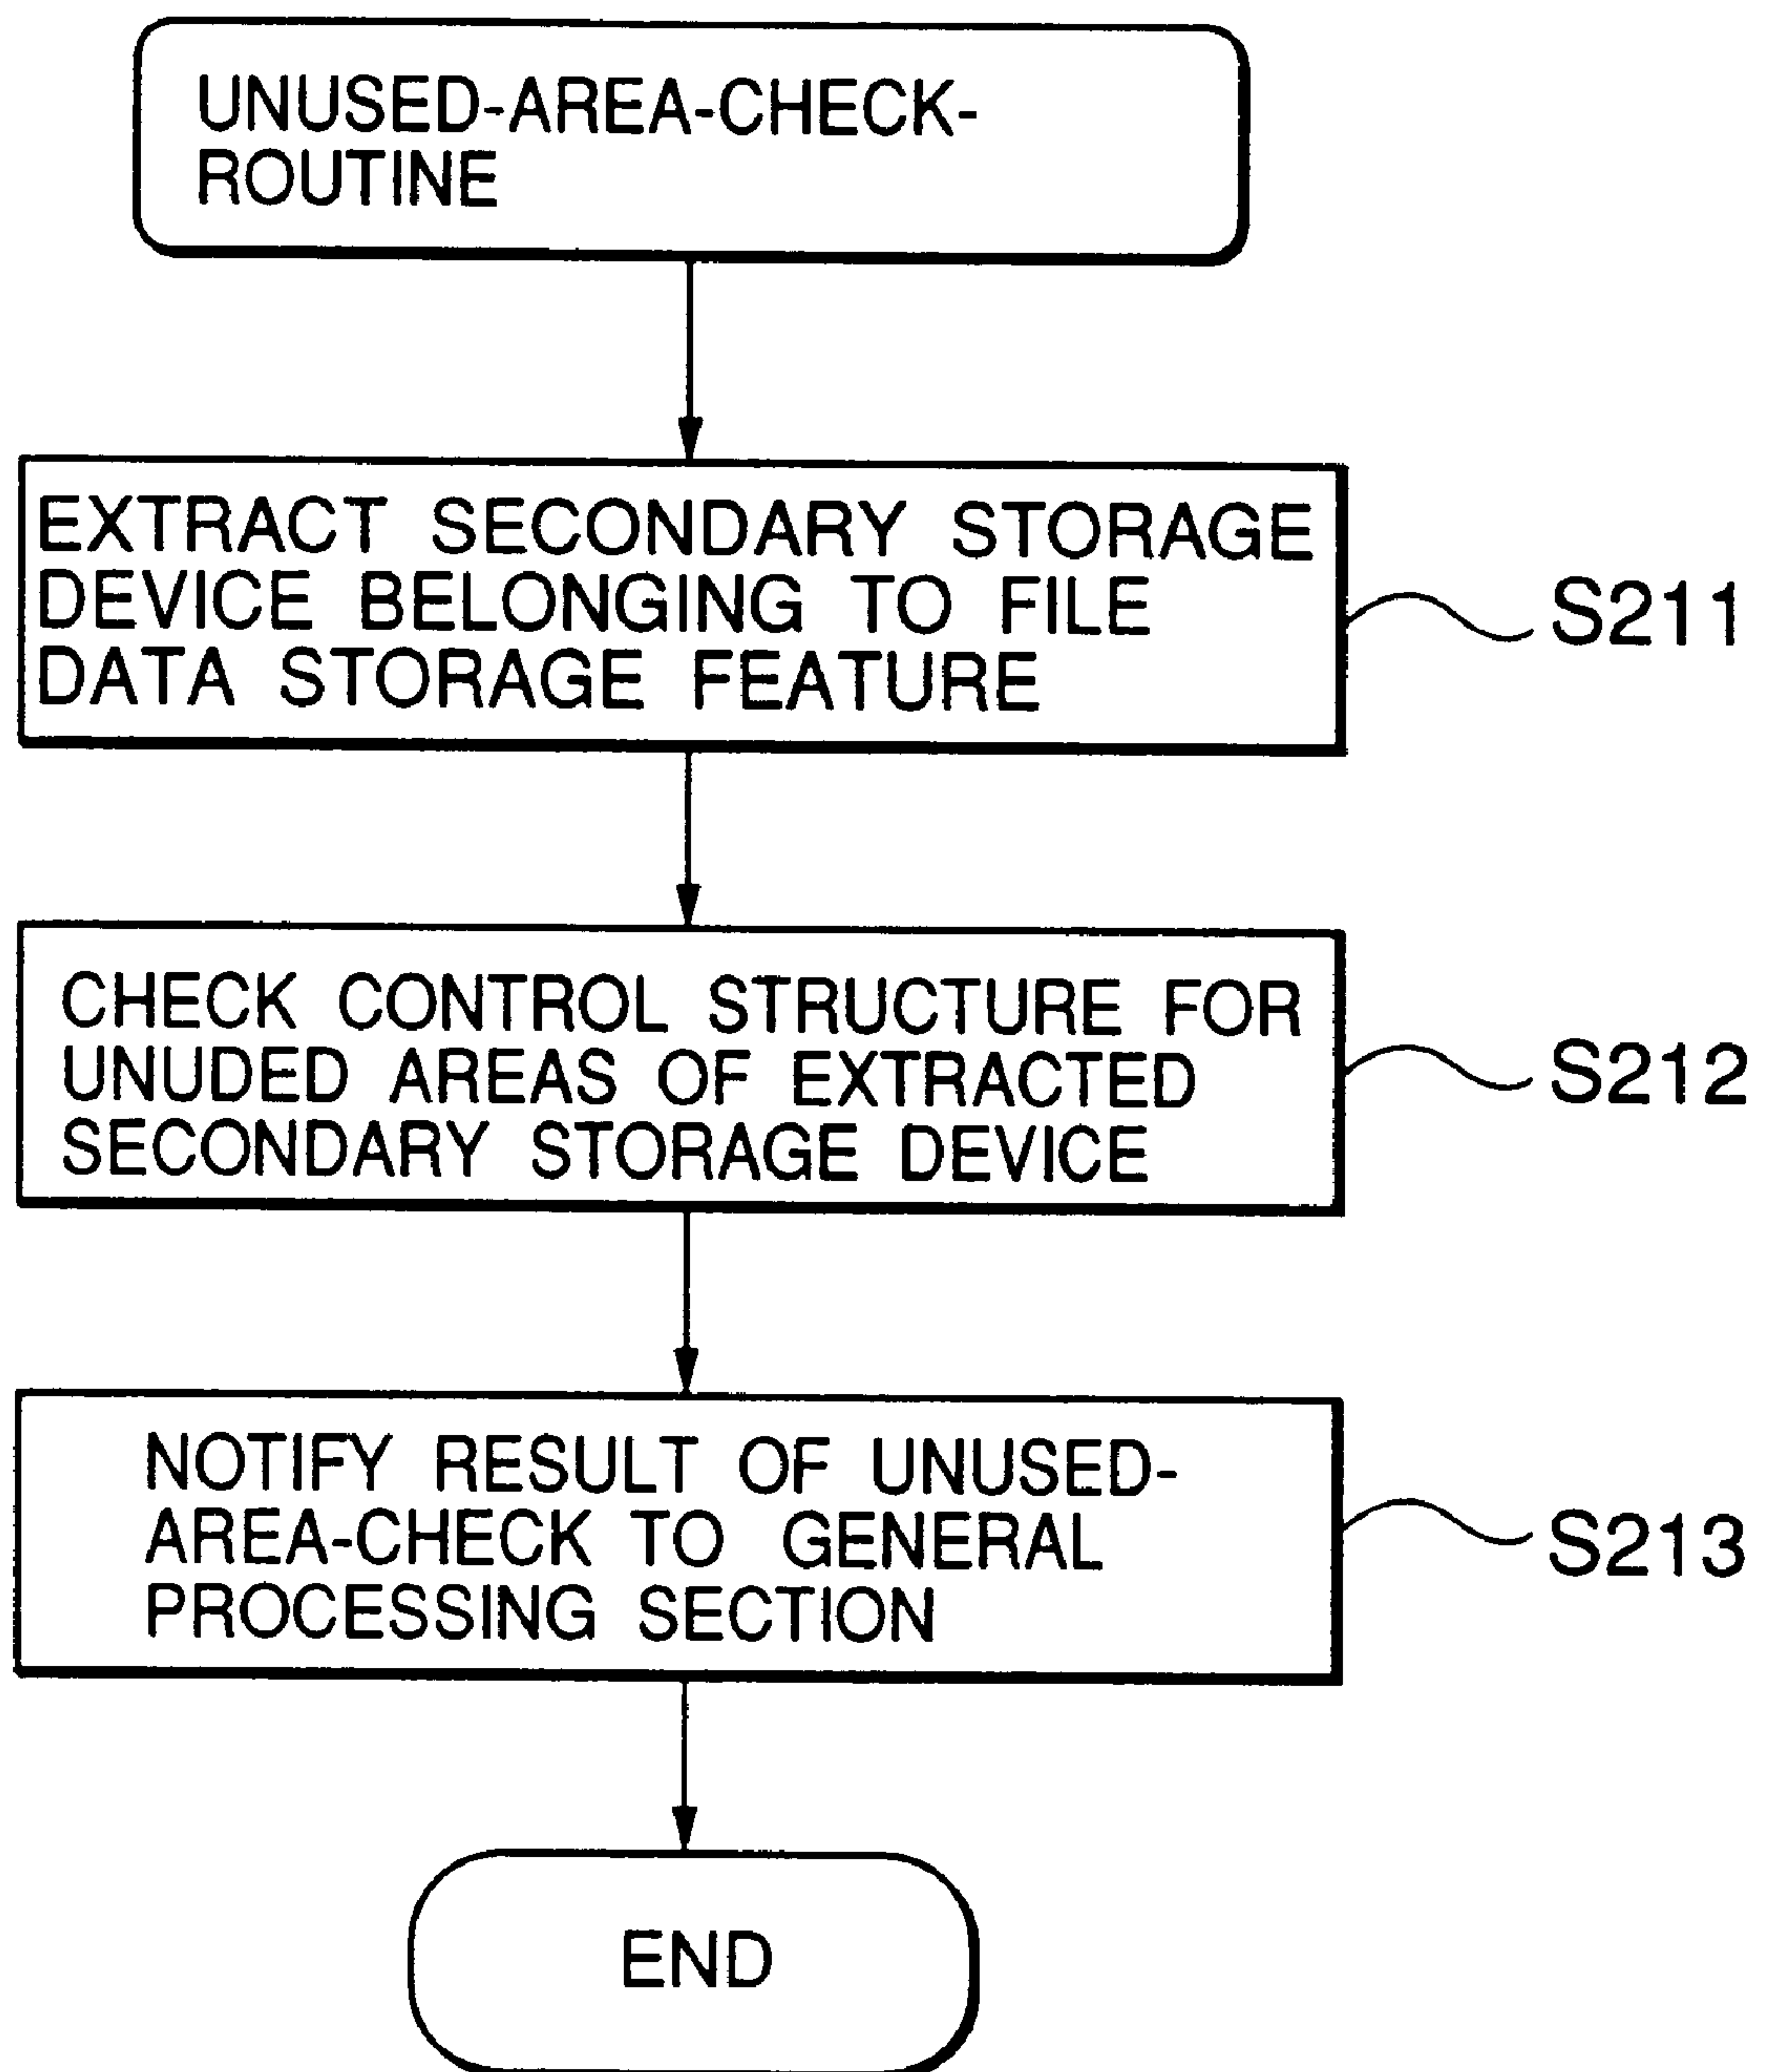 UNUSED-AREA-CHECK-
ROUTINE
EXTRACT SECONDARY STORAGE
DEVICE BELONGING TO FILE
DATA STORAGE FEATURE
S211
CHECK CONTROL STRUCTURE FOR
UNUDED AREAS OF EXTRACTED
SECONDARY STORAGE DEVICE
S212
NOTIFY RESULT OF UNUSED-
AREA-CHECK TO GENERAL
PROCESSING SECTION
S213
END